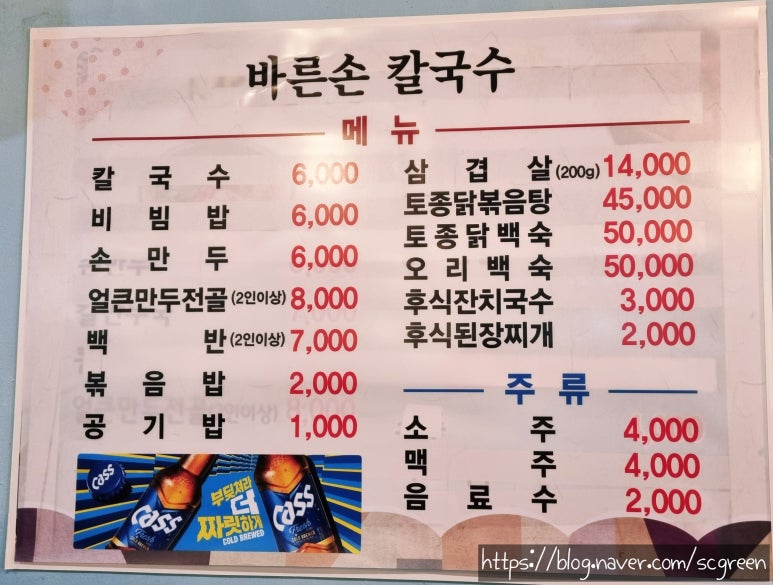 바른손 칼국수
메뉴
칼국수 6,000
비빔밥 6,000
손만두 6,000
얼큰만두전골(2인이상) 8,000
백반(2인이상) 7,000
볶음밥 2,000
공기밥 1,000
삼겹살(200g) 14,000
토종닭볶음탕 45,000
토종닭백숙 50,000
오리백숙 50,000
후식잔치국수 3,000
후식된장찌개 2,000
주류
소주 4,000
맥주 4,000
음료수 2,000
Cass
Cass
Fresh
부딪쳐라
더
짜릿하게
COLD BREWED
Cass
Fresh
https://blog.naver.com/scgreen